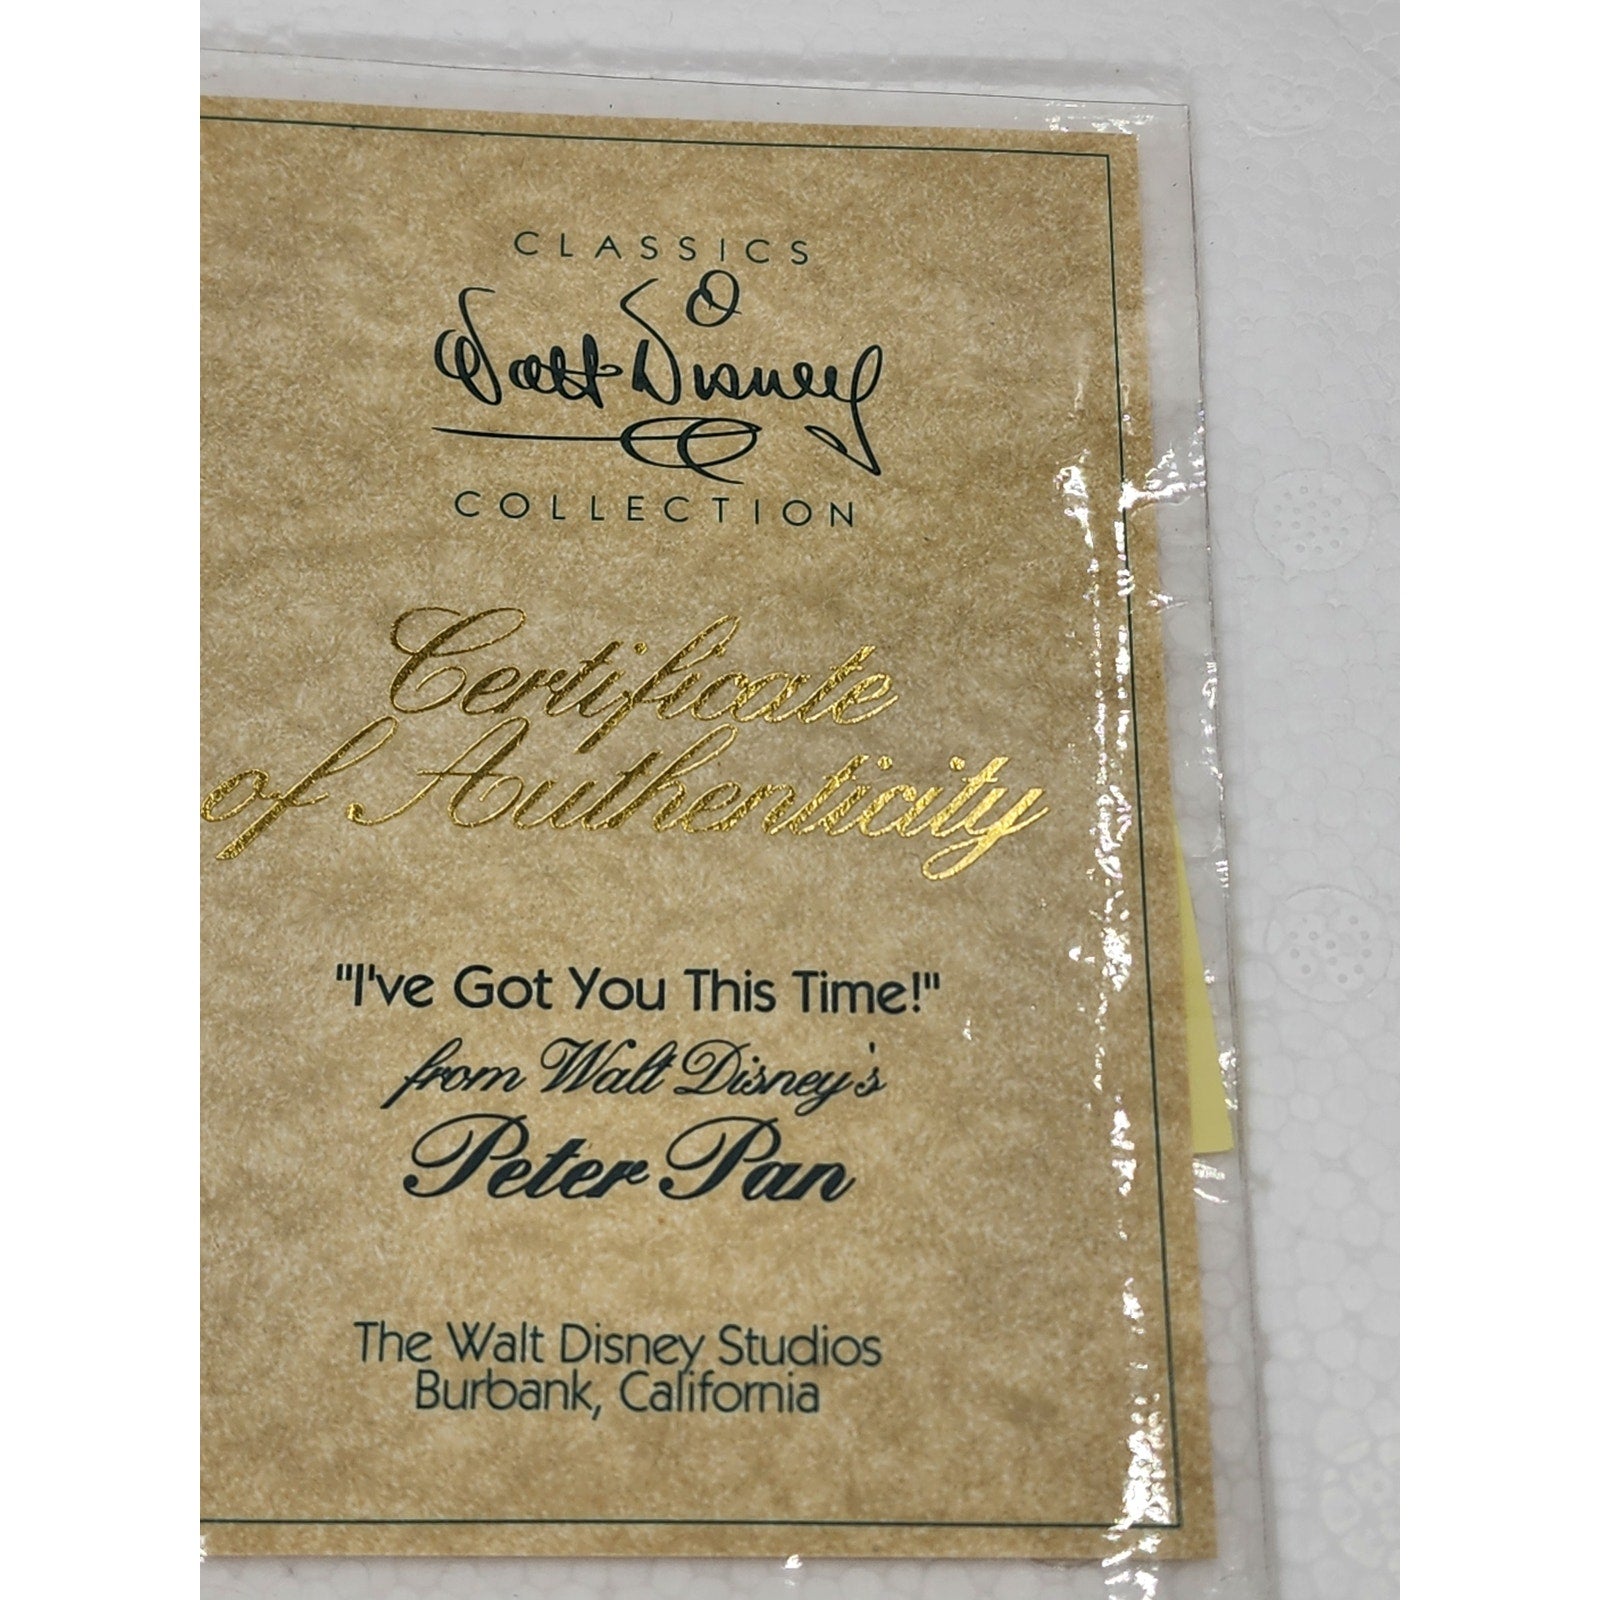 CLASSICS
Walt Disney
COLLECTION
Certificate
of Authenticity
"I've Got You This Time!"
from Walt Disney's
Peter Pan
The Walt Disney Studios
Burbank, California